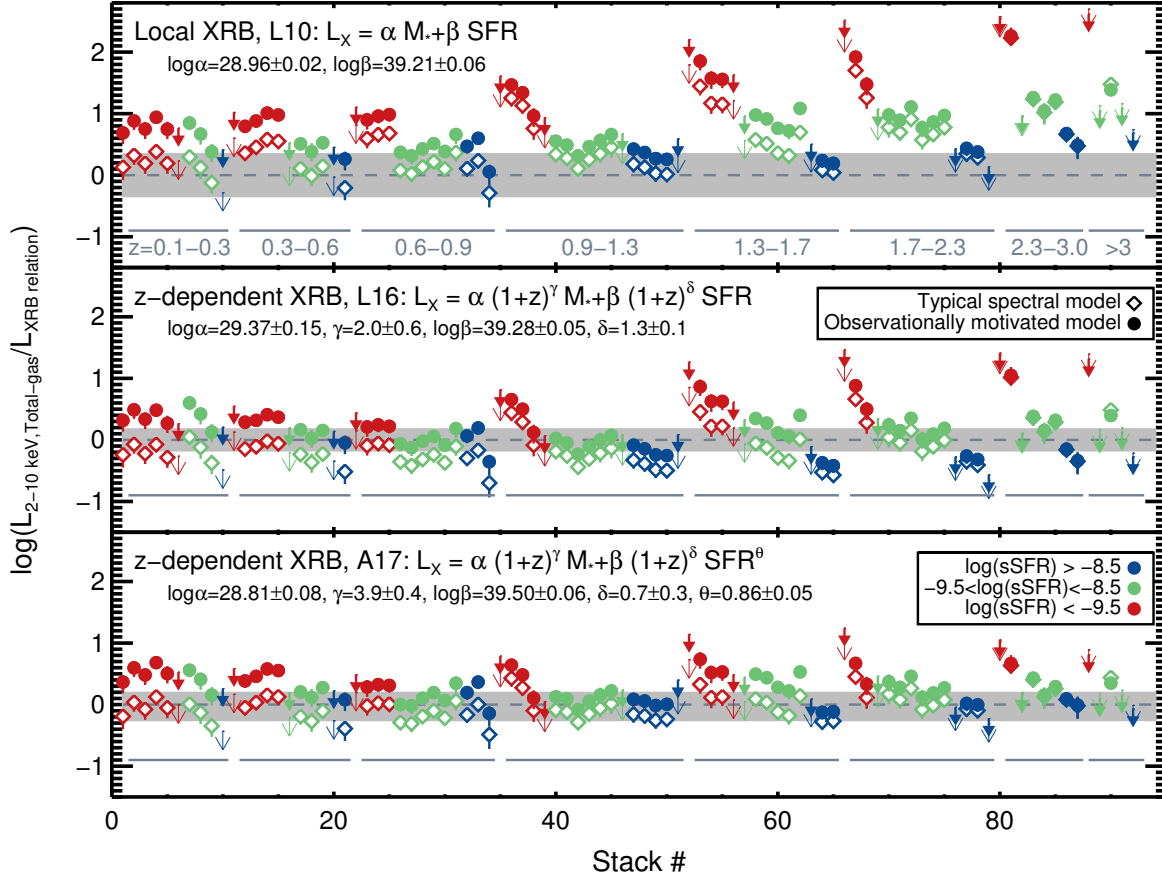 Local XRB, L10: L_X = α M_*+β SFR
logα=28.96±0.02, logβ=39.21±0.06
2
1
0
−1
z=0.1−0.3 0.3−0.6 0.6−0.9 0.9−1.3 1.3−1.7 1.7−2.3 2.3−3.0 >3
z-dependent XRB, L16: L_X = α (1+z)^γ M_*+β (1+z)^δ SFR
logα=29.37±0.15, γ=2.0±0.6, logβ=39.28±0.05, δ=1.3±0.1
Typical spectral model
Observationally motivated model
2
1
0
−1
log(L_2−10 keV,Total−gas/L_XRB relation)
z-dependent XRB, A17: L_X = α (1+z)^γ M_*+β (1+z)^δ SFR^θ
logα=28.81±0.08, γ=3.9±0.4, logβ=39.50±0.06, δ=0.7±0.3, θ=0.86±0.05
log(sSFR) > −8.5
−9.5<log(sSFR)<−8.5
log(sSFR) < −9.5
2
1
0
−1
0 20 40 60 80
Stack #